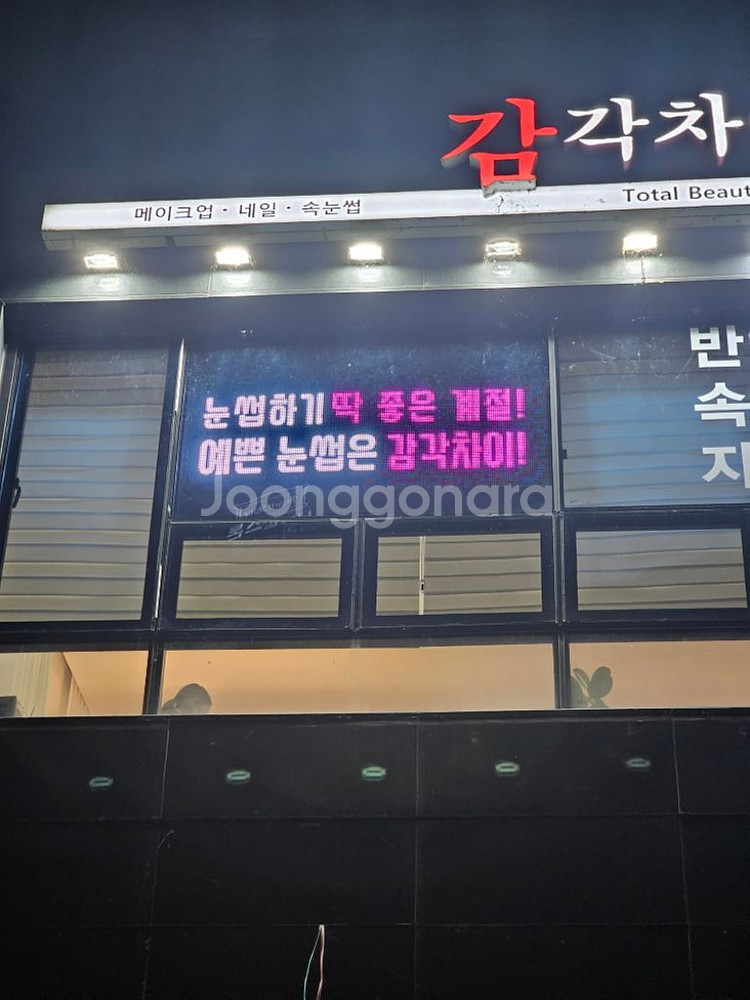 감각차
메이크업 · 네일 · 속눈썹
Total Beaut
눈썹하기 딱 좋은 계절!
예쁜 눈썹은 감각차이!
반
속
지
Joonggonara